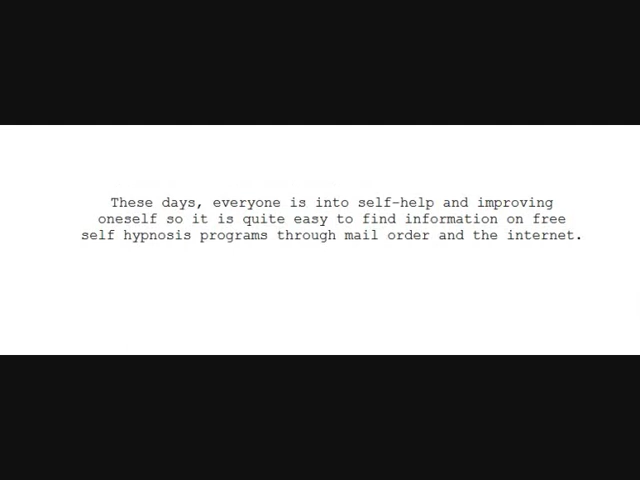 These days, everyone is into self-help and improving
oneself so it is quite easy to find information on free
self hypnosis programs through mail order and the internet.